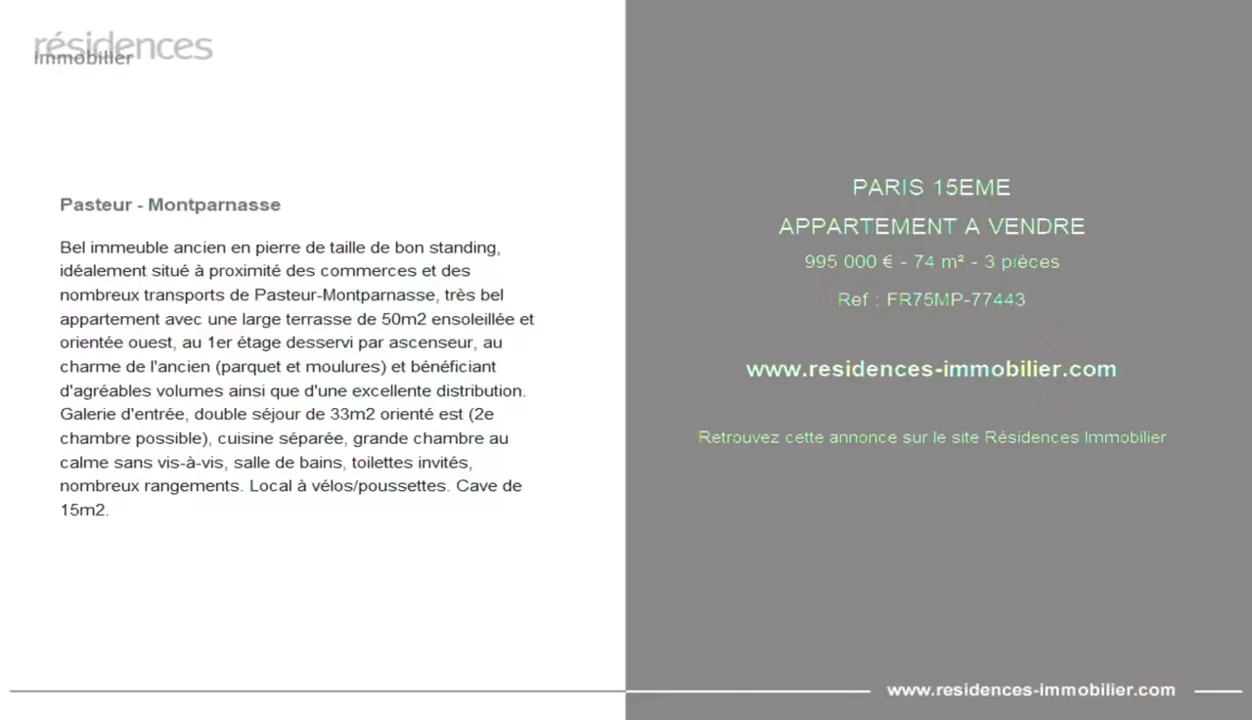 résidences
immobilier
Pasteur - Montparnasse
Bel immeuble ancien en pierre de taille de bon standing,
idéalement situé à proximité des commerces et des
nombreux transports de Pasteur-Montparnasse, très bel
appartement avec une large terrasse de 50m2 ensoleillée et
orientée ouest, au 1er étage desservi par ascenseur, au
charme de l'ancien (parquet et moulures) et bénéficiant
d'agréables volumes ainsi que d'une excellente distribution.
Galerie d'entrée, double séjour de 33m2 orienté est (2e
chambre possible), cuisine séparée, grande chambre au
calme sans vis-à-vis, salle de bains, toilettes invités,
nombreux rangements. Local à vélos/poussettes. Cave de
15m2.
PARIS 15EME
APPARTEMENT A VENDRE
995 000 € - 74 m² - 3 pièces
Ref : FR75MP-77443
www.residences-immobilier.com
Retrouvez cette annonce sur le site Résidences Immobilier
www.residences-immobilier.com